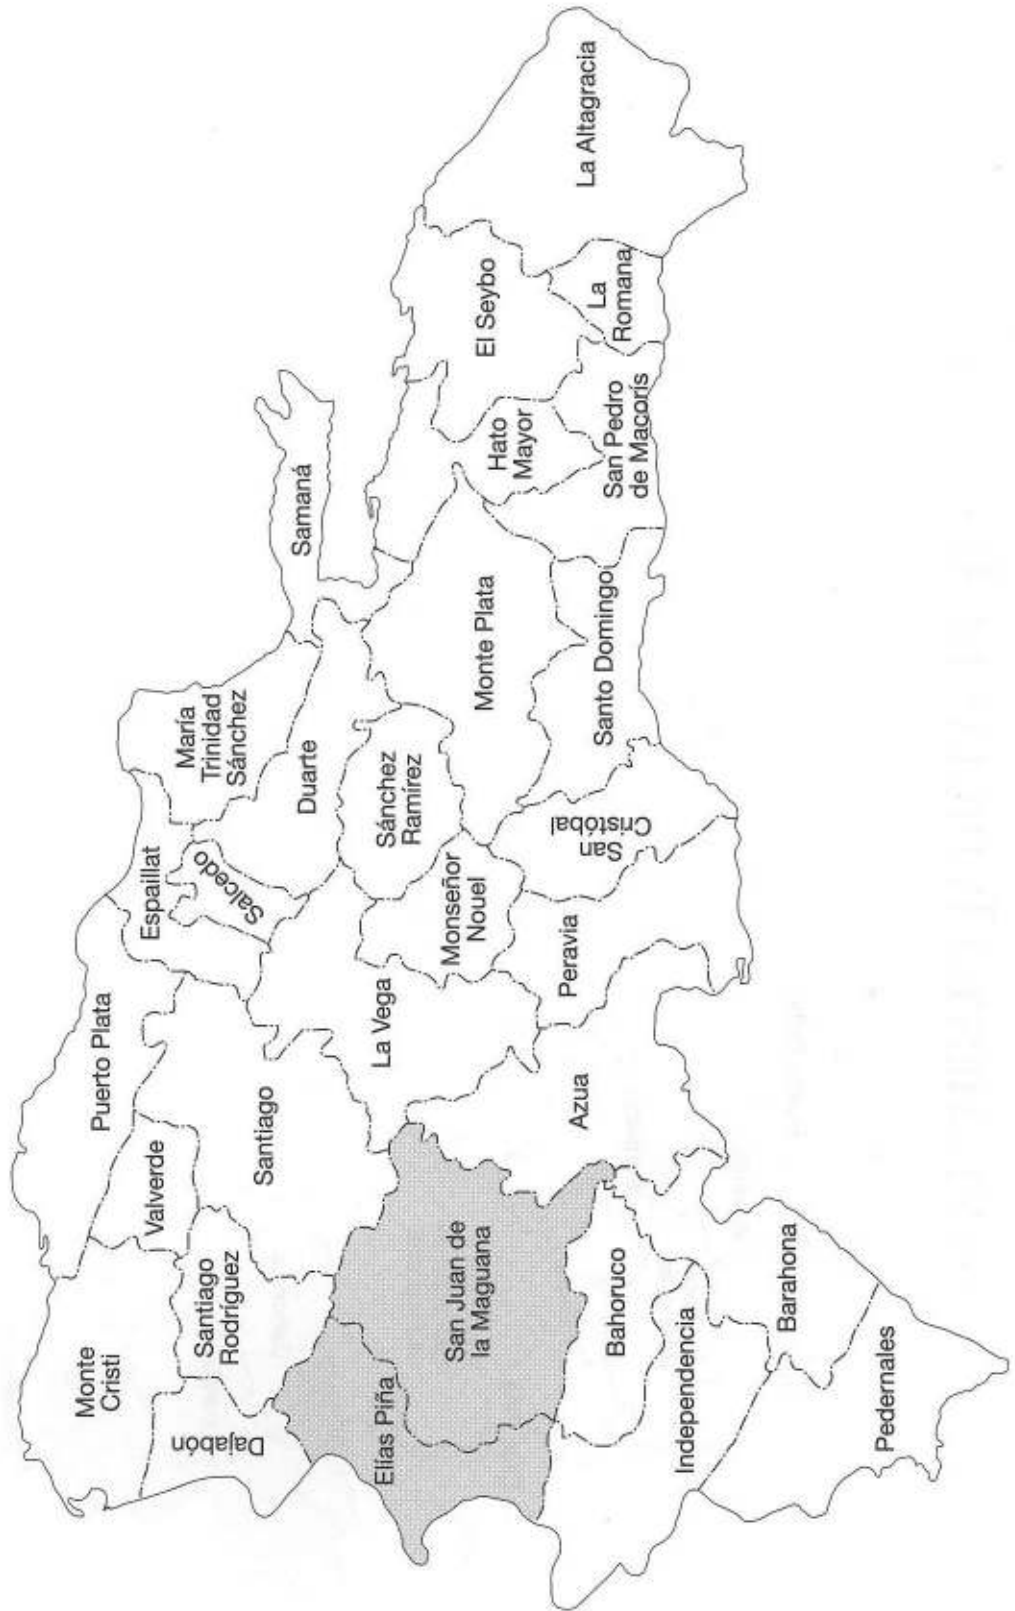 Monte
Cristi
Puerto Plata
Espaillat
María
Trinidad
Sánchez
Samaná
Valverde
Salcedo
Dajabón
Santiago
Rodríguez
Santiago
Duarte
Elías Piña
San Juan de
la Maguana
La Vega
Sánchez
Ramírez
Monseñor
Nouel
Monte Plata
Hato
Mayor
El Seybo
La Altagracia
Bahoruco
Azua
Peravia
San
Cristóbal
Santo Domingo
San Pedro
de Macorís
La
Romana
Independencia
Barahona
Pedernales